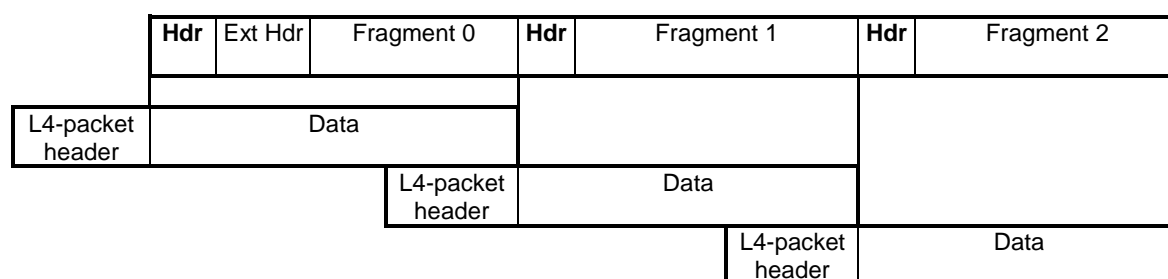 Hdr Ext Hdr Fragment 0 Hdr Fragment 1 Hdr Fragment 2
L4-packet header Data
L4-packet header Data
L4-packet header Data